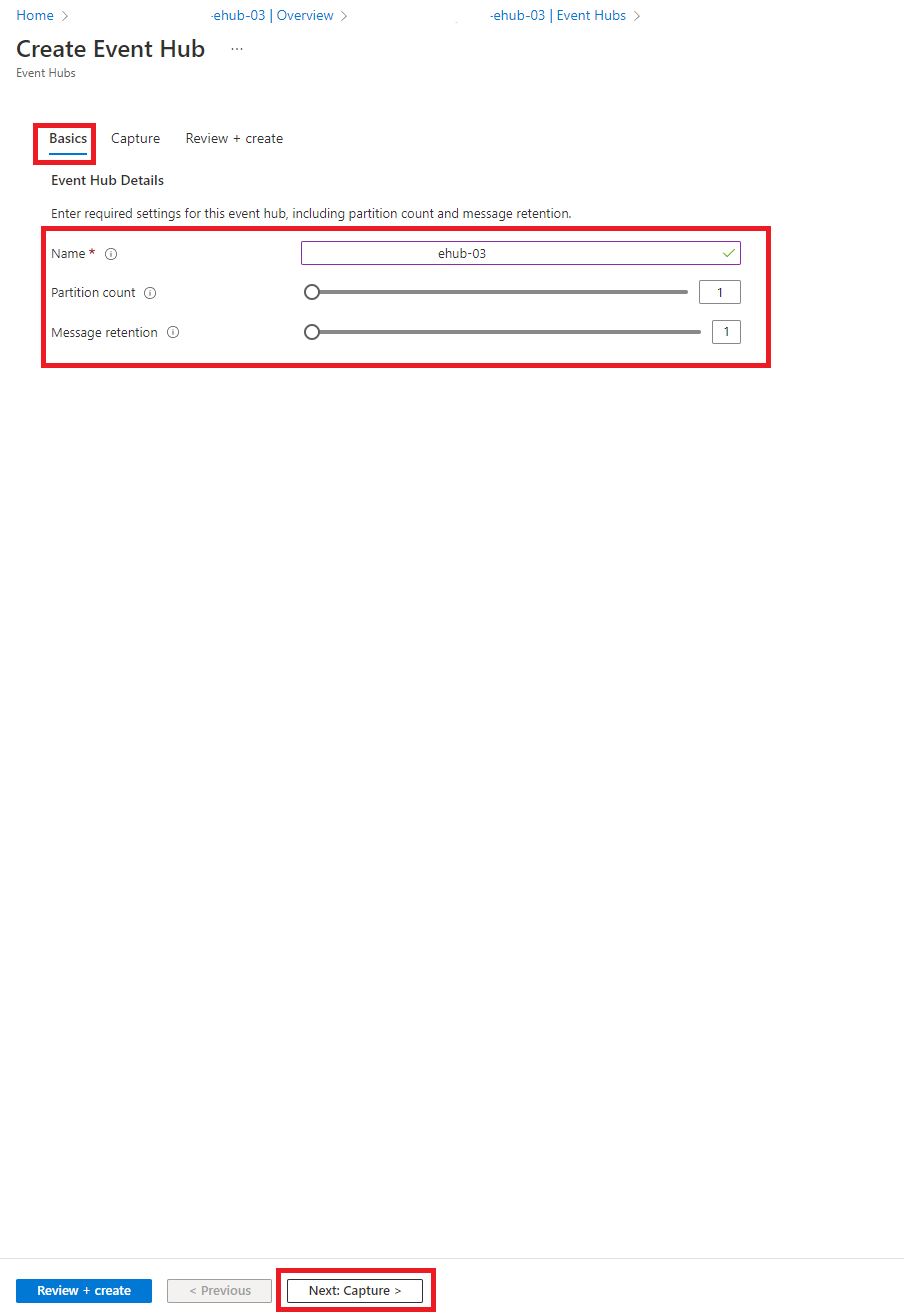 Home > -ehub-03 | Overview > -ehub-03 | Event Hubs >
Create Event Hub ...
Event Hubs
Basics Capture Review + create
Event Hub Details
Enter required settings for this event hub, including partition count and message retention.
Name * ehub-03
Partition count 1
Message retention 1
Review + create < Previous Next: Capture >